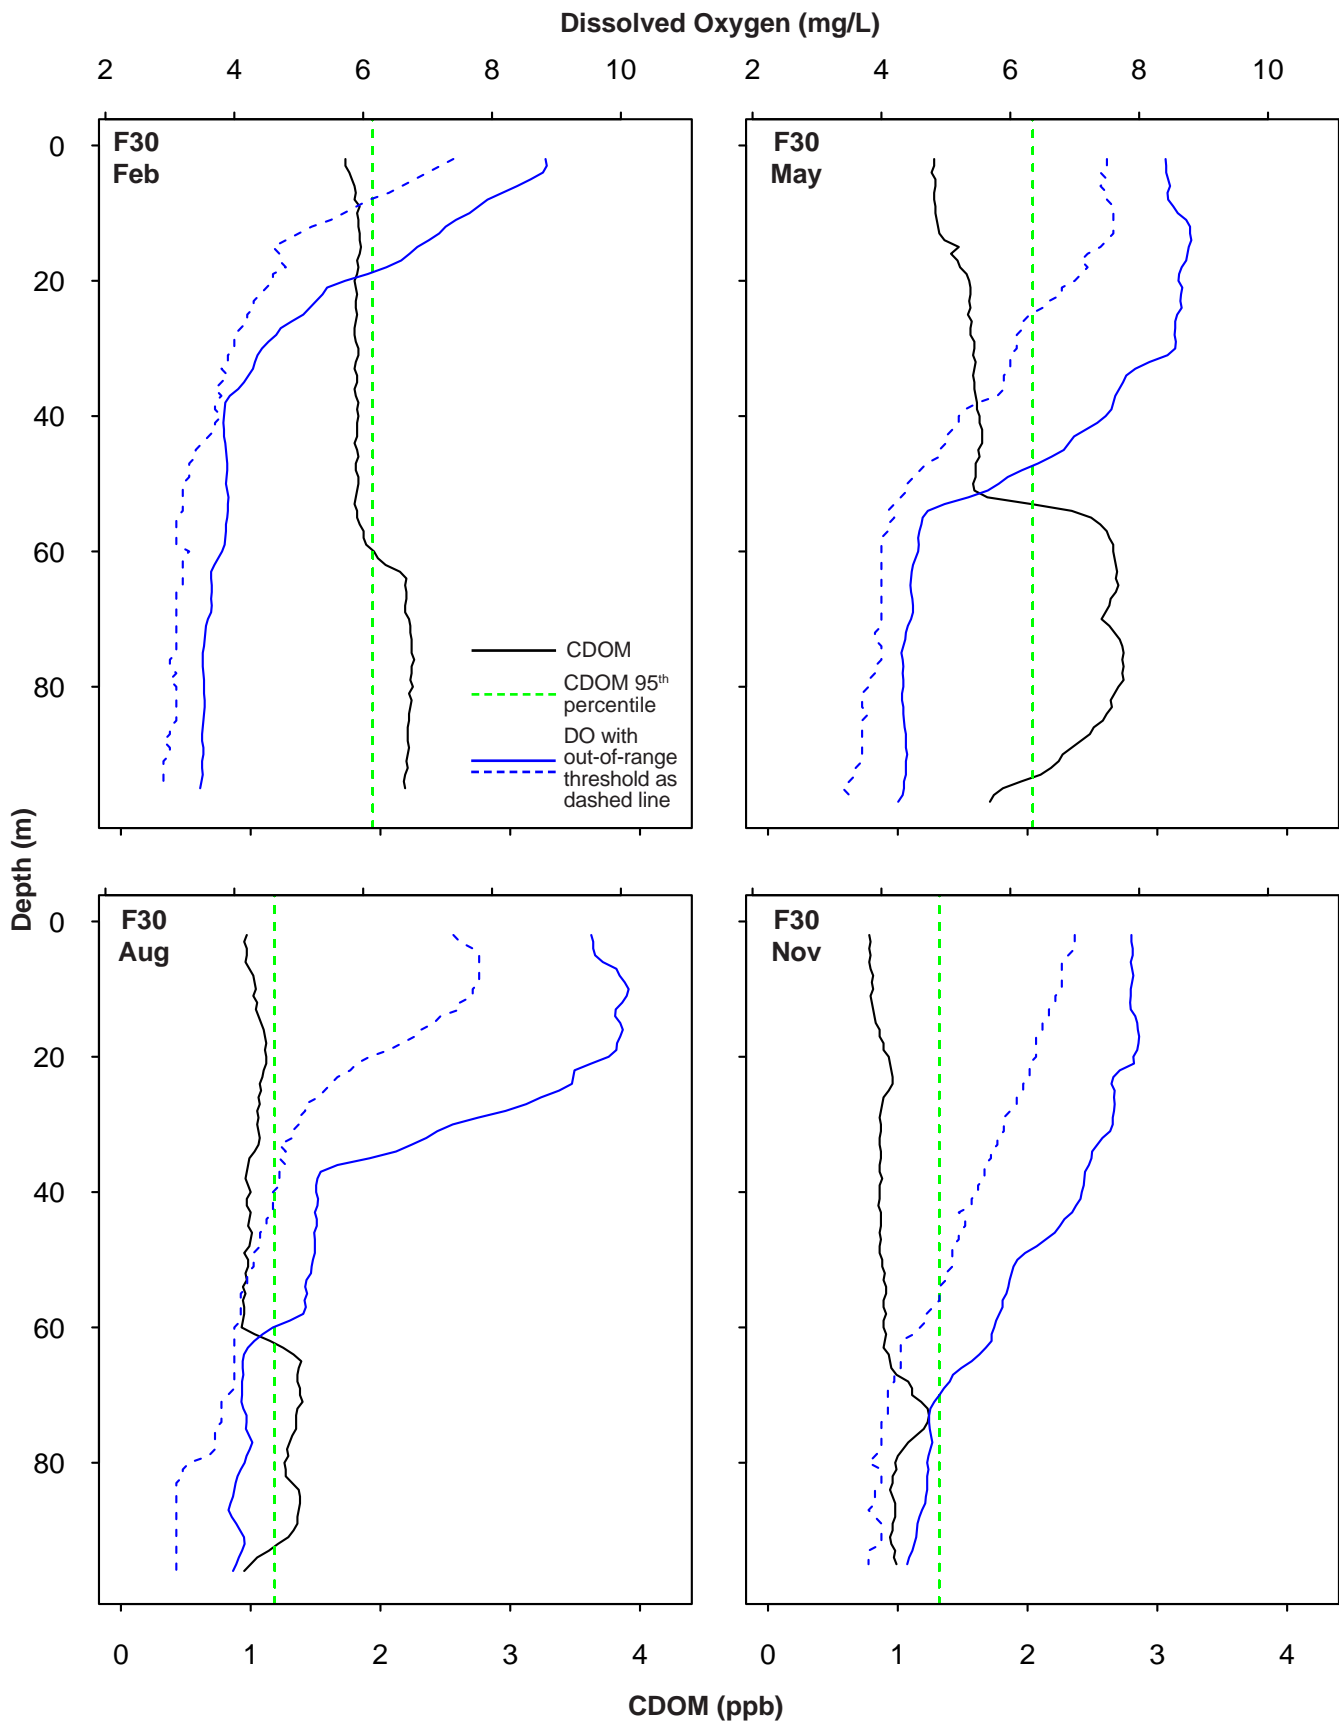 Dissolved Oxygen (mg/L)
2 4 6 8 10
2 4 6 8 10
F30
Feb
0
20
40
60
80
CDOM
CDOM 95th
percentile
DO with
out-of-range
threshold as
dashed line
F30
May
Depth (m)
F30
Aug
0
20
40
60
80
F30
Nov
0 1 2 3 4
0 1 2 3 4
CDOM (ppb)